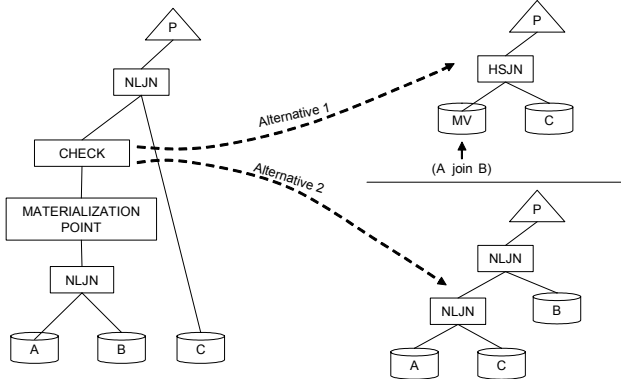 P
NLJN
CHECK
MATERIALIZATION
POINT
NLJN
A
B
C
Alternative 1
Alternative 2
P
HSJN
MV
C
(A join B)
P
NLJN
NLJN
B
A
C